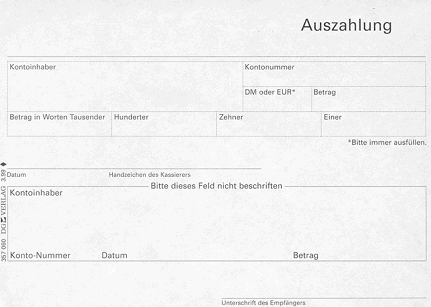 Auszahlung
Kontoinhaber Kontonummer
DM oder EUR* Betrag
Betrag in Worten Tausender Hunderter Zehner Einer
*Bitte immer ausfüllen.
Datum Handzeichen des Kassierers
Bitte dieses Feld nicht beschriften
Kontoinhaber
Konto-Nummer Datum Betrag
Unterschrift des Empfängers
357 090 DG VERLAG 3.99